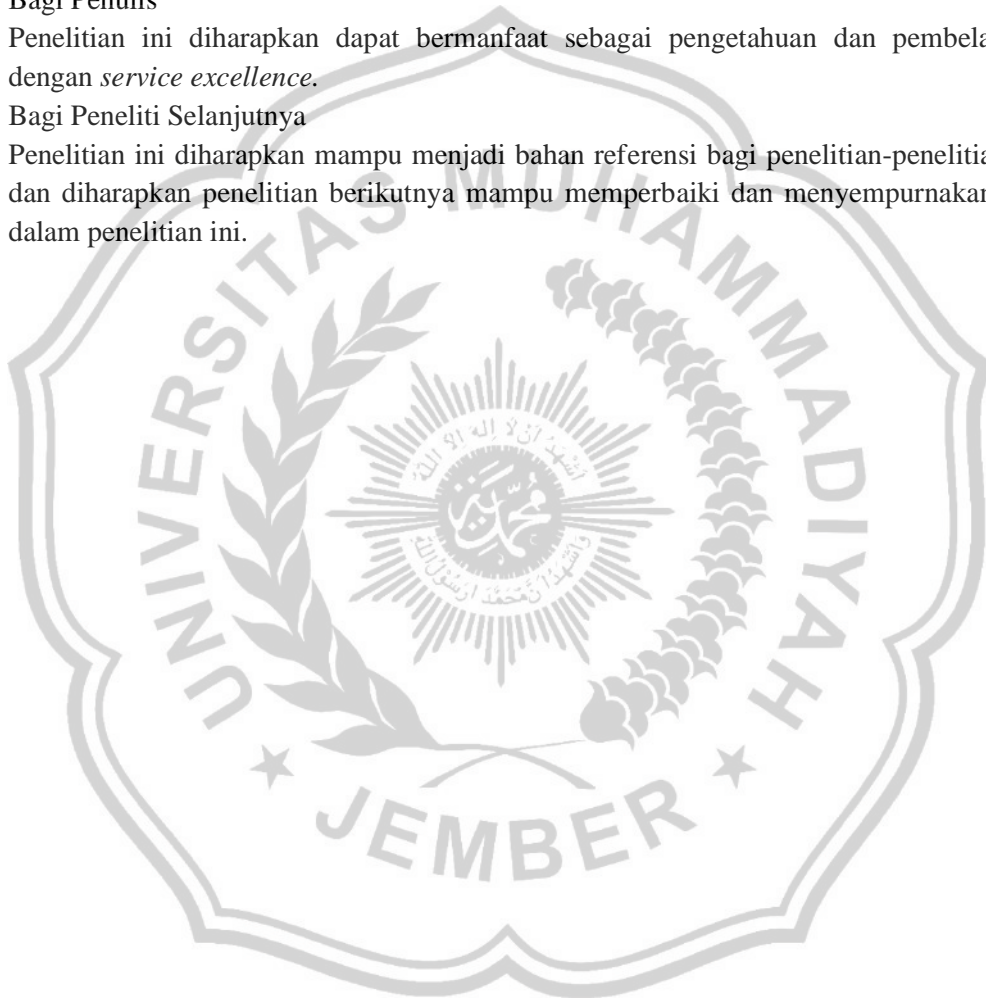 Bagi Penulis
Penelitian ini diharapkan dapat bermanfaat sebagai pengetahuan dan pembela
dengan service excellence.
Bagi Peneliti Selanjutnya
Penelitian ini diharapkan mampu menjadi bahan referensi bagi penelitian-penelitia
dan diharapkan penelitian berikutnya mampu memperbaiki dan menyempurnakan
dalam penelitian ini.
UNIVERSITAS MUHAMMADIYAH
JEMBER